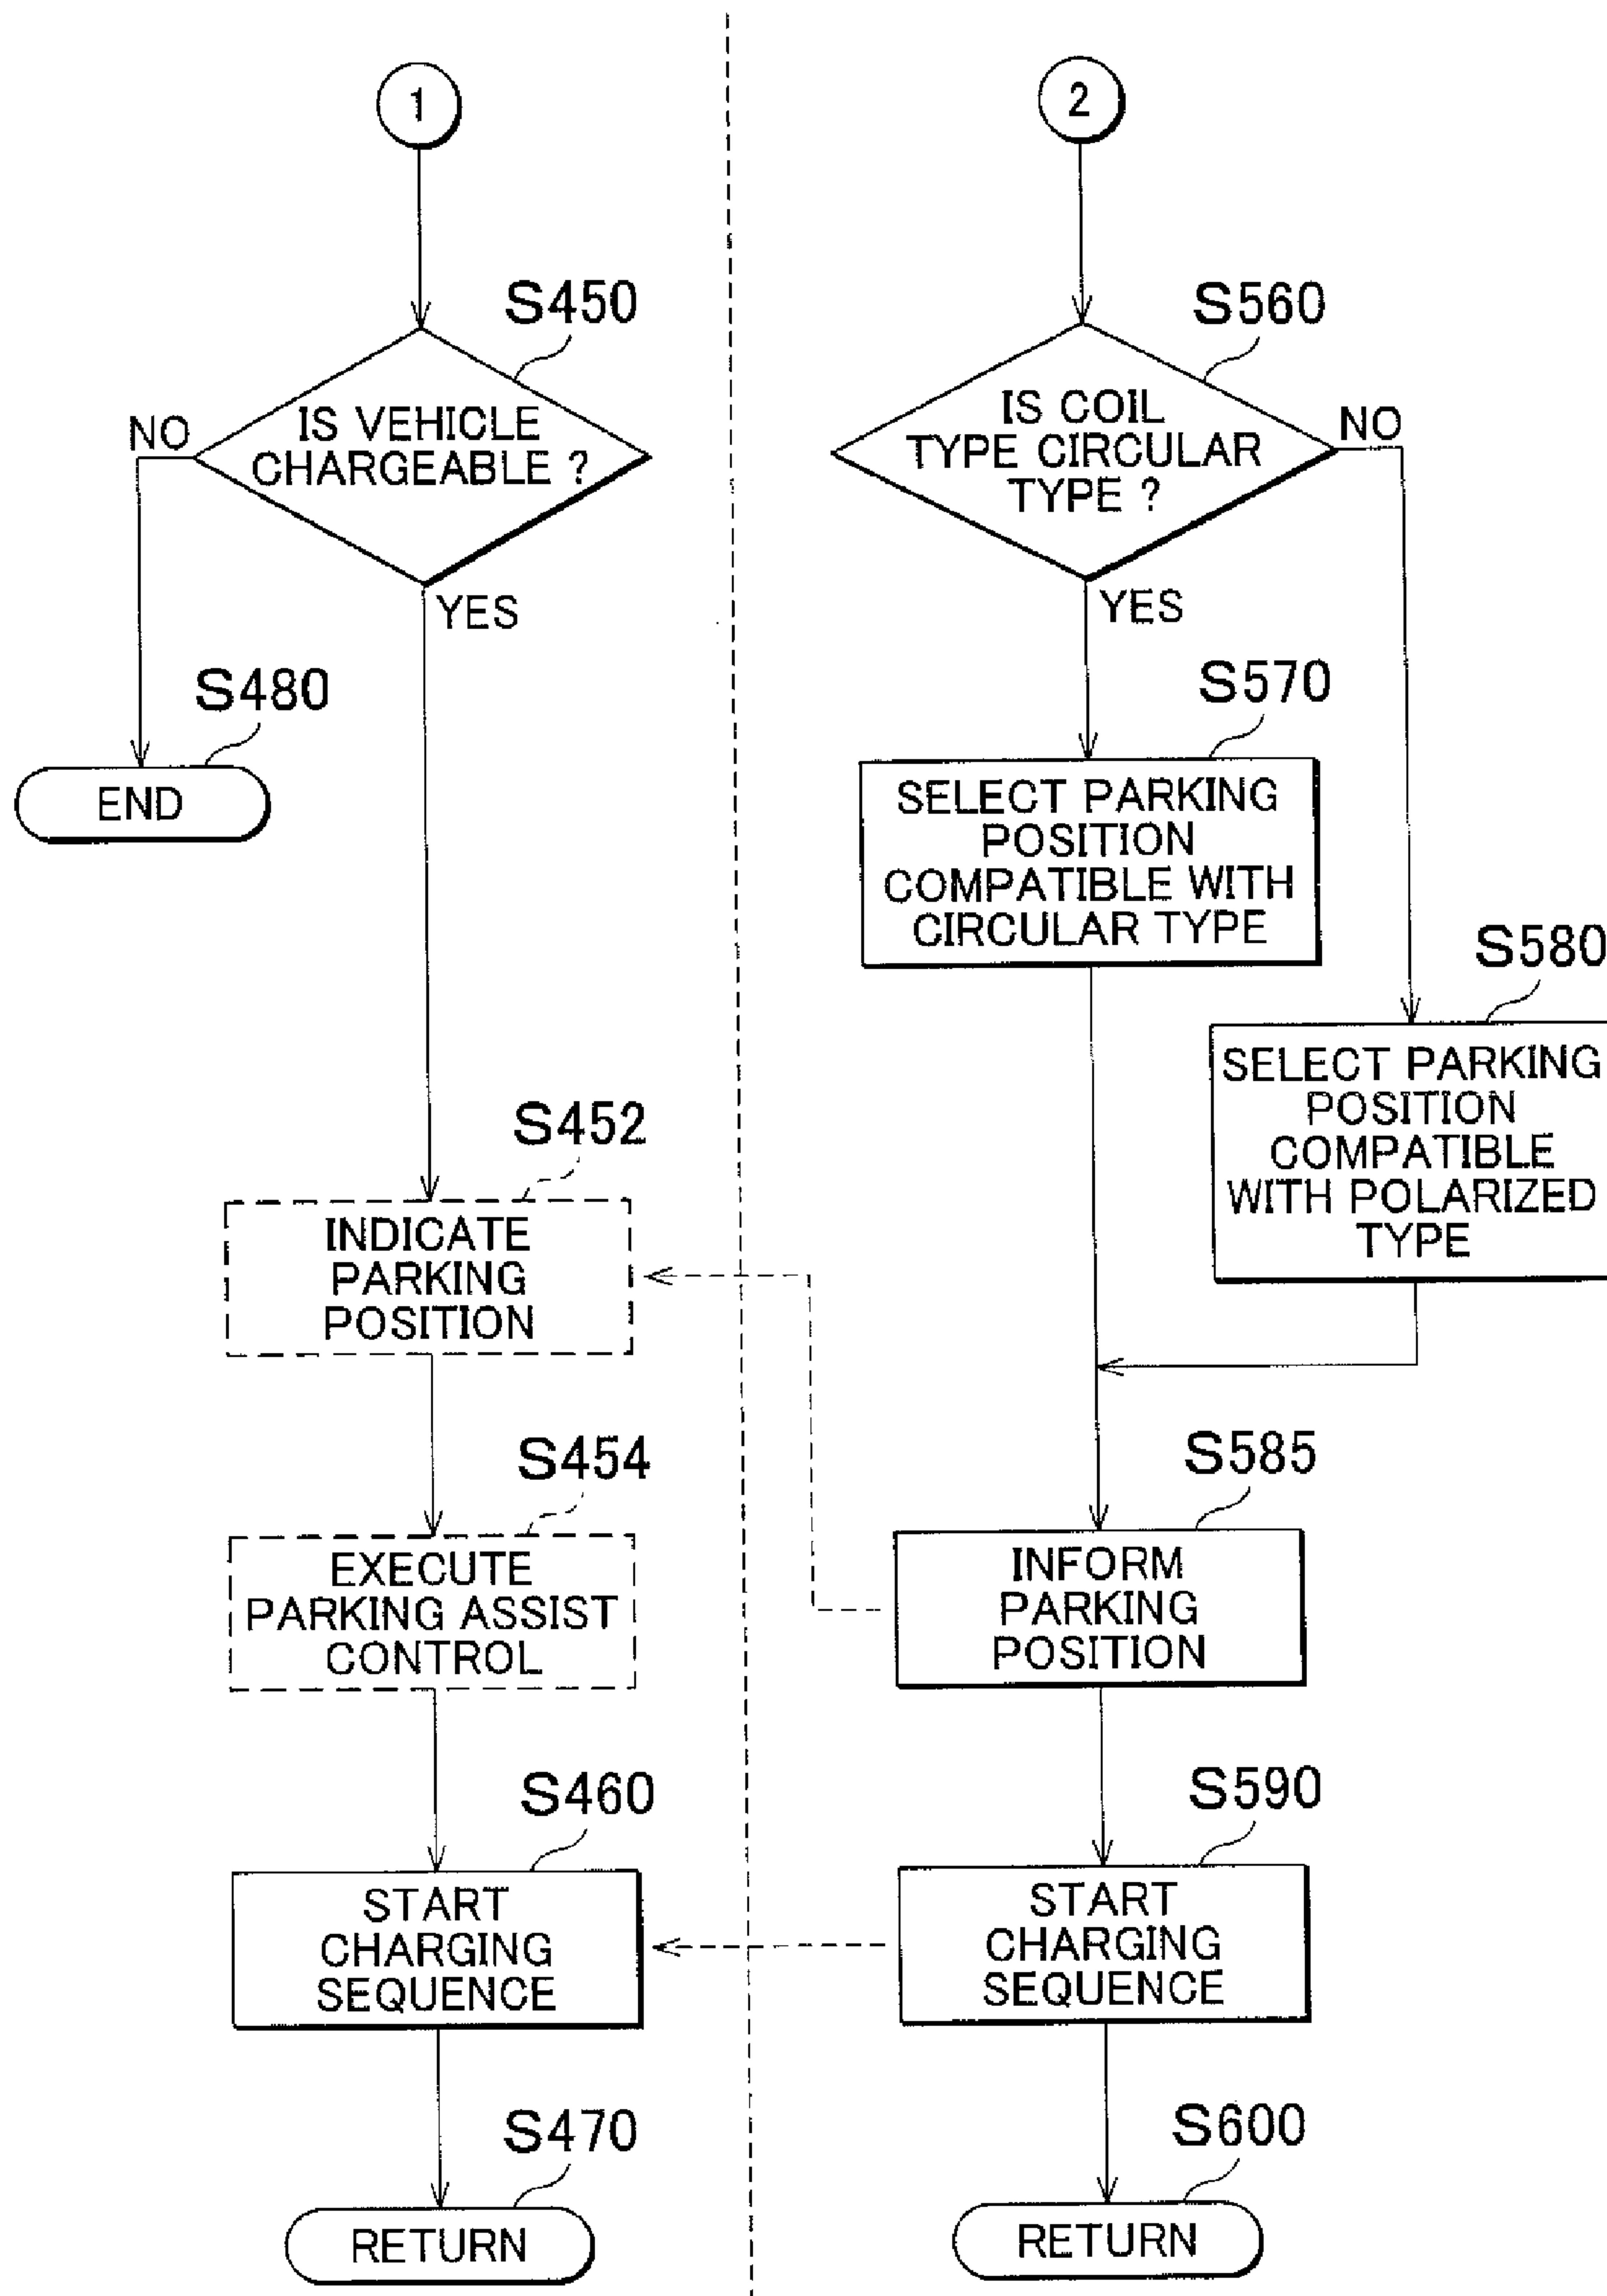 1
S450
IS VEHICLE
CHARGEABLE ?
NO
YES
S480
END
S452
INDICATE
PARKING
POSITION
S454
EXECUTE
PARKING ASSIST
CONTROL
S460
START
CHARGING
SEQUENCE
S470
RETURN
2
S560
IS COIL
TYPE CIRCULAR
TYPE ?
NO
YES
S570
SELECT PARKING
POSITION
COMPATIBLE WITH
CIRCULAR TYPE
S580
SELECT PARKING
POSITION
COMPATIBLE
WITH POLARIZED
TYPE
S585
INFORM
PARKING
POSITION
S590
START
CHARGING
SEQUENCE
S600
RETURN